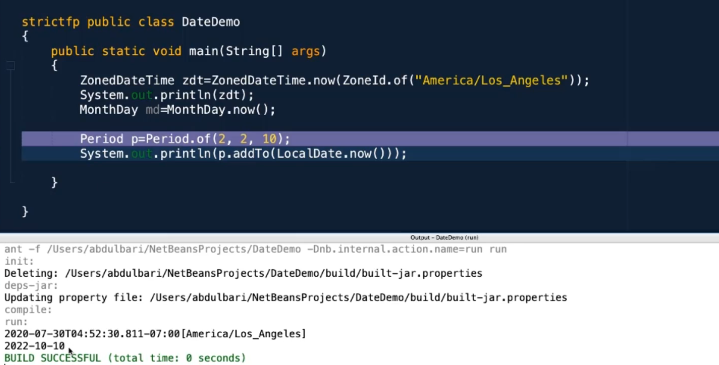 strictfp public class DateDemo
{
public static void main(String[] args)
{
ZonedDateTime zdt=ZonedDateTime.now(ZoneId.of("America/Los_Angeles"));
System.out.println(zdt);
MonthDay md=MonthDay.now();
Period p=Period.of(2, 2, 10);
System.out.println(p.addTo(LocalDate.now()));
}
}
Output - DateDemo (run)
ant -f /Users/abdulbari/NetBeansProjects/DateDemo -Dnb.internal.action.name=run run
init:
Deleting: /Users/abdulbari/NetBeansProjects/DateDemo/build/built-jar.properties
deps-jar:
Updating property file: /Users/abdulbari/NetBeansProjects/DateDemo/build/built-jar.properties
compile:
run:
2020-07-30T04:52:30.811-07:00[America/Los_Angeles]
2022-10-10
BUILD SUCCESSFUL (total time: 0 seconds)